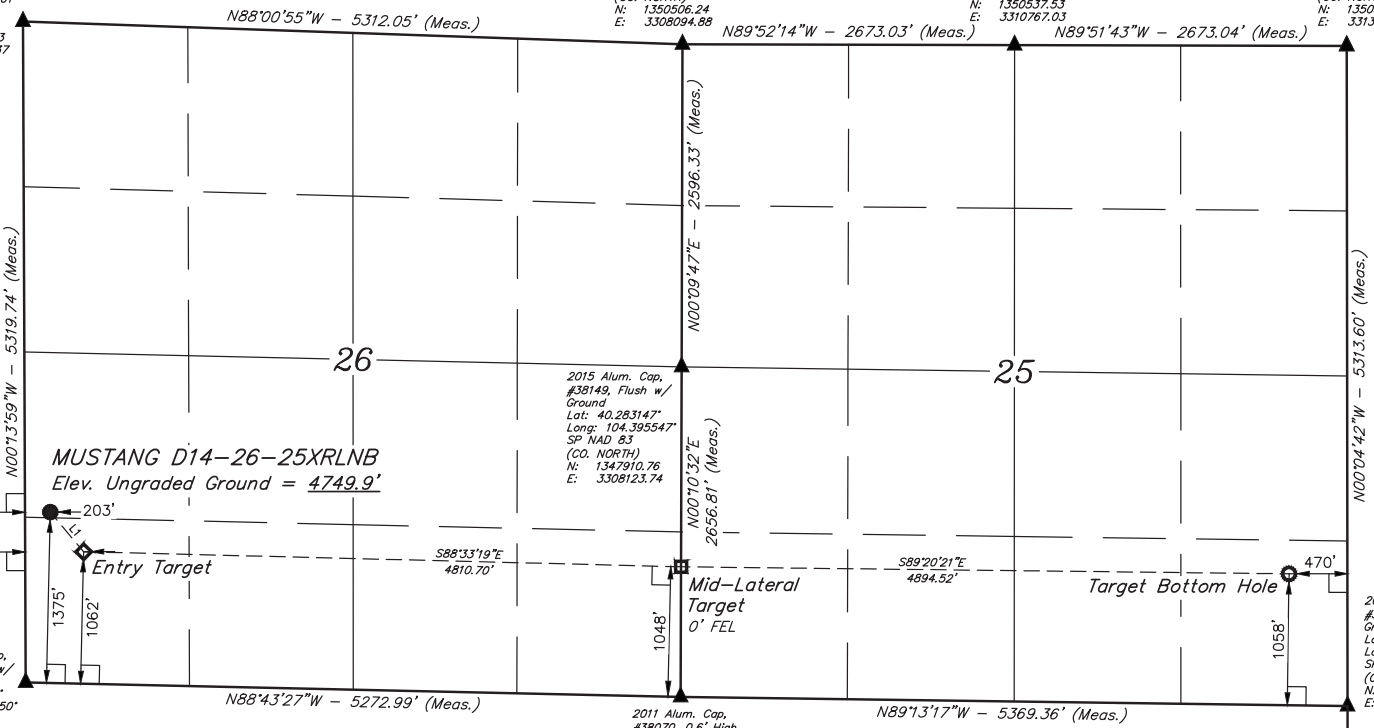 N88°00'55"W - 5312.05' (Meas.)
N: 1350506.24
E: 3308094.88
N89°52'14"W - 2673.03' (Meas.)
N: 1350537.53
E: 3310767.03
N89°51'43"W - 2673.04' (Meas.)
N00°13'59"W - 5319.74' (Meas.)
N00°09'47"E - 2596.33' (Meas.)
N00°04'42"W - 5313.60' (Meas.)
26
25
2015 Alum. Cap,
#38149, Flush w/
Ground
Lat: 40.283147°
Long: 104.395547°
SP NAD 83
(CO. NORTH)
N: 1347910.76
E: 3308123.74
N00°10'32"E
2656.81' (Meas.)
MUSTANG D14-26-25XRLNB
Elev. Ungraded Ground = 4749.9'
203'
L1
Entry Target
S88°33'19"E
4810.70'
Mid-Lateral
Target
0' FEL
S89°20'21"E
4894.52'
Target Bottom Hole
470'
1375'
1062'
1048'
1058'
N88°43'27"W - 5272.99' (Meas.)
2011 Alum. Cap,
#38070, 0.6' High
N89°13'17"W - 5369.36' (Meas.)